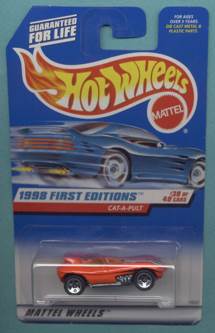 GUARANTEED
FOR LIFE
FOR AGES
OVER 3 YEARS
DIE CAST METAL &
PLASTIC PARTS
Hot Wheels
MATTEL
1998 FIRST EDITIONS
CAT-A-PULT
#38 OF
40 CARS
MATTEL WHEELS